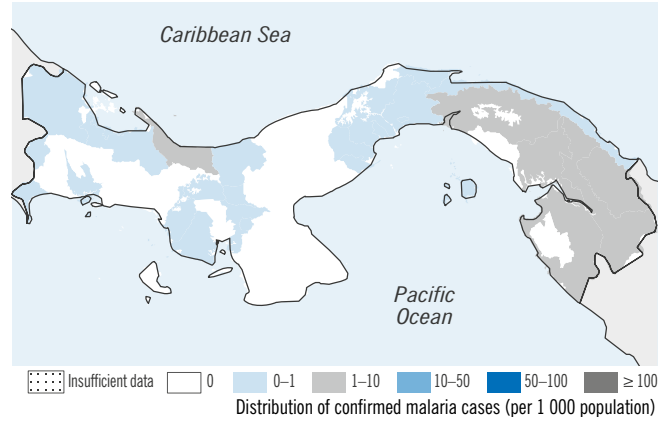 Caribbean Sea
Pacific
Ocean
Insufficient data 0 0–1 1–10 10–50 50–100 ≥ 100
Distribution of confirmed malaria cases (per 1 000 population)